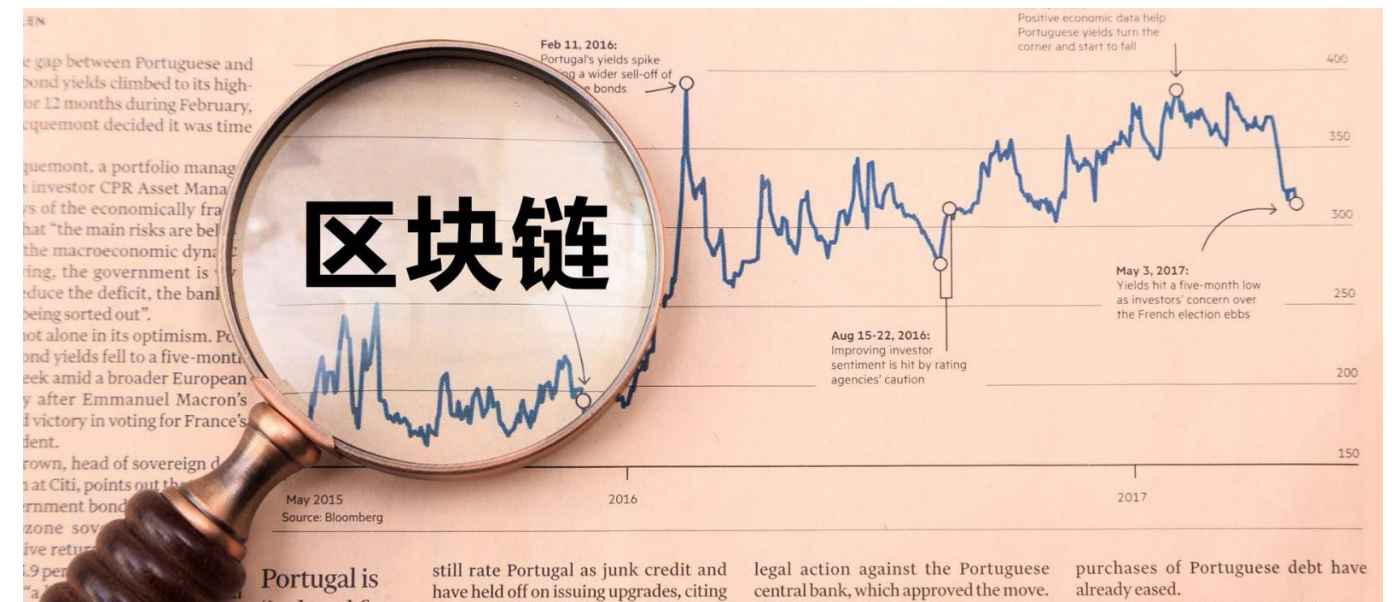 EN
gap between Portuguese and
bond yields climbed to its high-
or 12 months during February,
cquemont decided it was time
quemont, a portfolio manag
investor CPR Asset Mana
of the economically fra
hat “the main risks are bel
the macroeconomic dyna
ing, the government is
educe the deficit, the bank
being sorted out”.
not alone in its optimism. Po
ond yields fell to a five-month
eek amid a broader European
y after Emmanuel Macron’s
victory in voting for France’s
dent.
rown, head of sovereign d
at Citi, points out tha
ernment bond
zone sov
ive retur
.9 per
“a
区块链
Feb 11, 2016:
Portugal's yields spike
a wider sell-off of
bonds
Positive economic data help
Portuguese yields turn the
corner and start to fall
400
350
300
250
200
150
May 3, 2017:
Yields hit a five-month low
as investors' concern over
the French election ebbs
Aug 15-22, 2016:
Improving investor
sentiment is hit by rating
agencies' caution
May 2015
2016
2017
Source: Bloomberg
Portugal is
still rate Portugal as junk credit and
have held off on issuing upgrades, citing
legal action against the Portuguese
central bank, which approved the move.
purchases of Portuguese debt have
already eased.